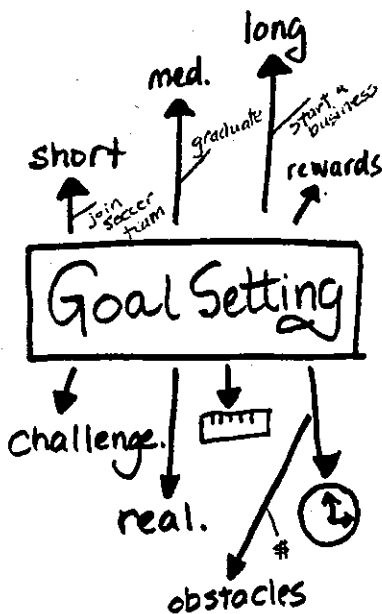 long
med.
start a
business
graduate
short
rewards
join
soccer
team
Goal Setting
challenge.
real.
$
obstacles